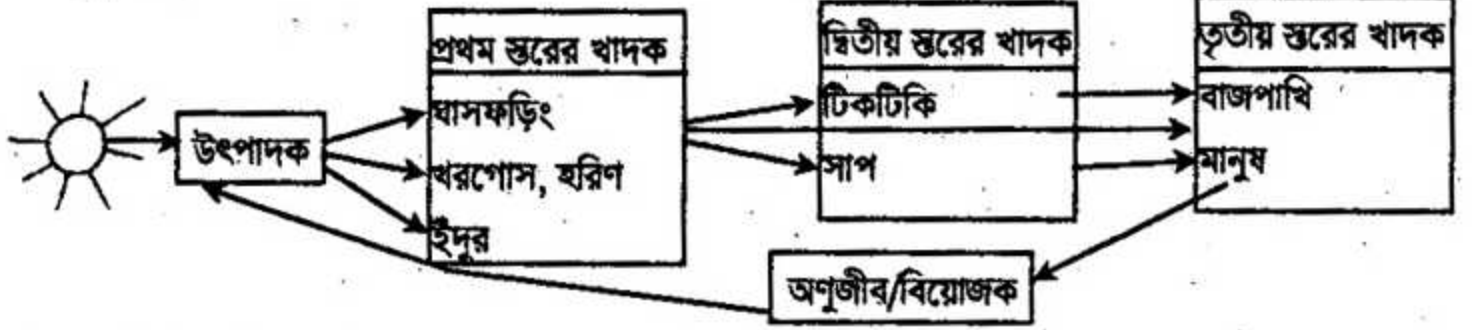 প্রথম স্তরের খাদক
দ্বিতীয় স্তরের খাদক
তৃতীয় স্তরের খাদক
উৎপাদক
ঘাসফড়িং
খরগোস, হরিণ
ইঁদুর
টিকটিকি
সাপ
বাজপাখি
মানুষ
অণুজীব/বিয়োজক